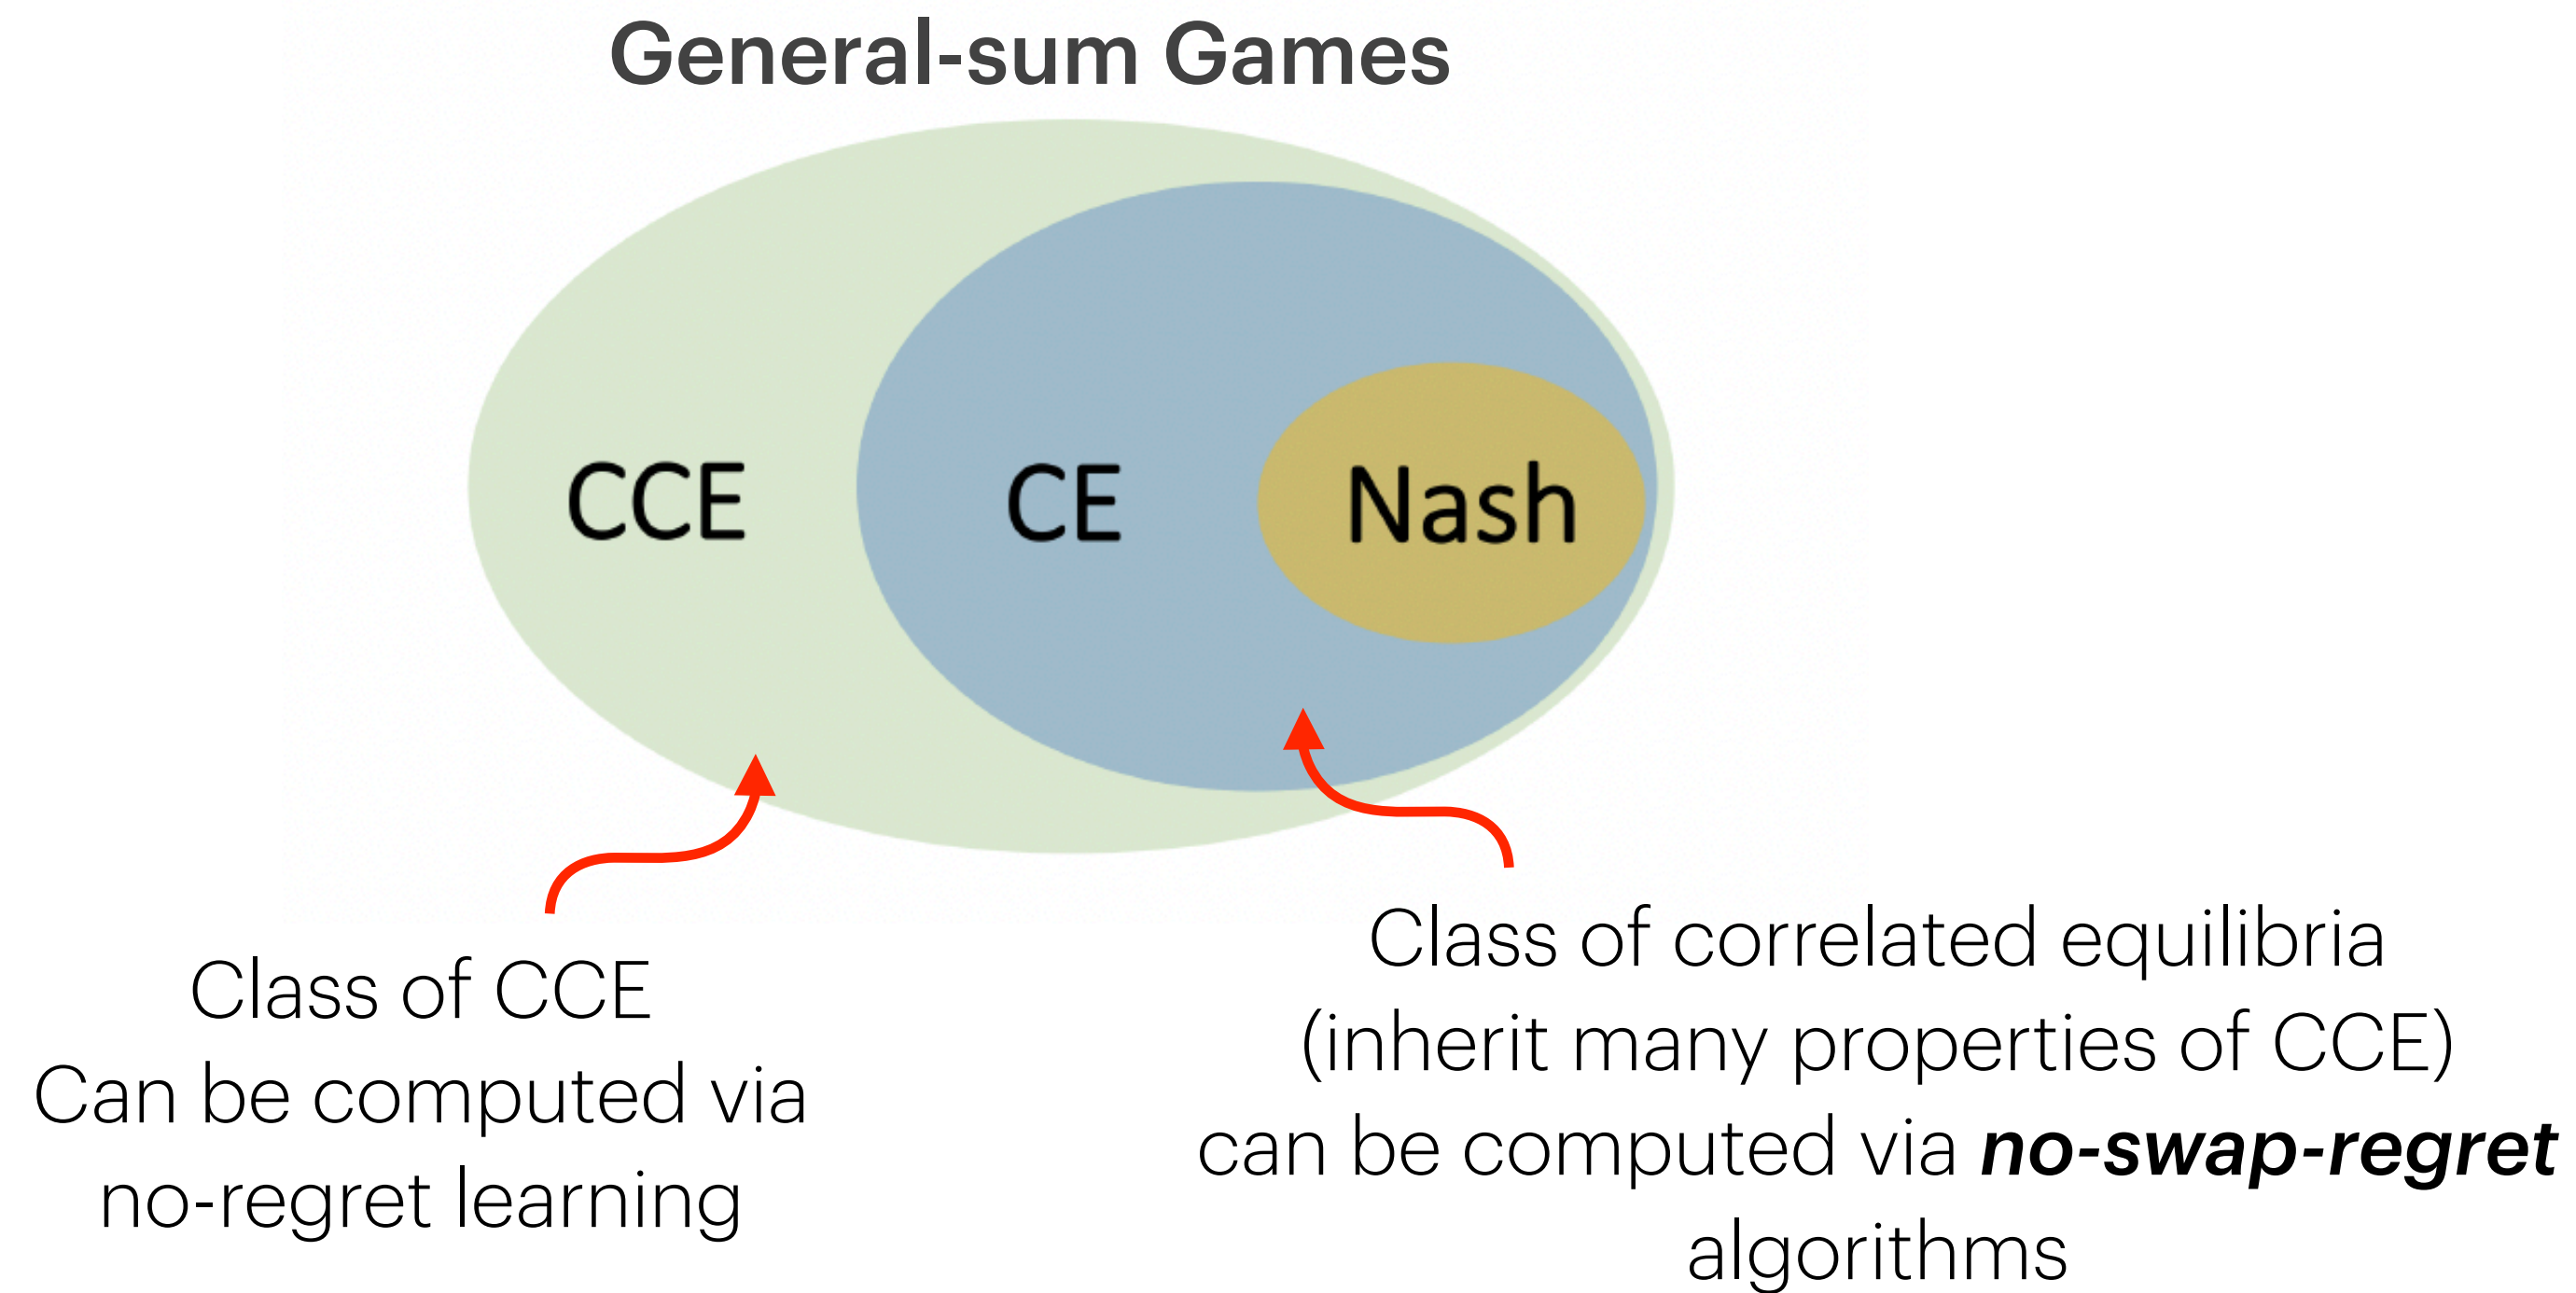 General-sum Games
CCE
CE
Nash
Class of CCE
Can be computed via
no-regret learning
Class of correlated equilibria
(inherit many properties of CCE)
can be computed via no-swap-regret
algorithms